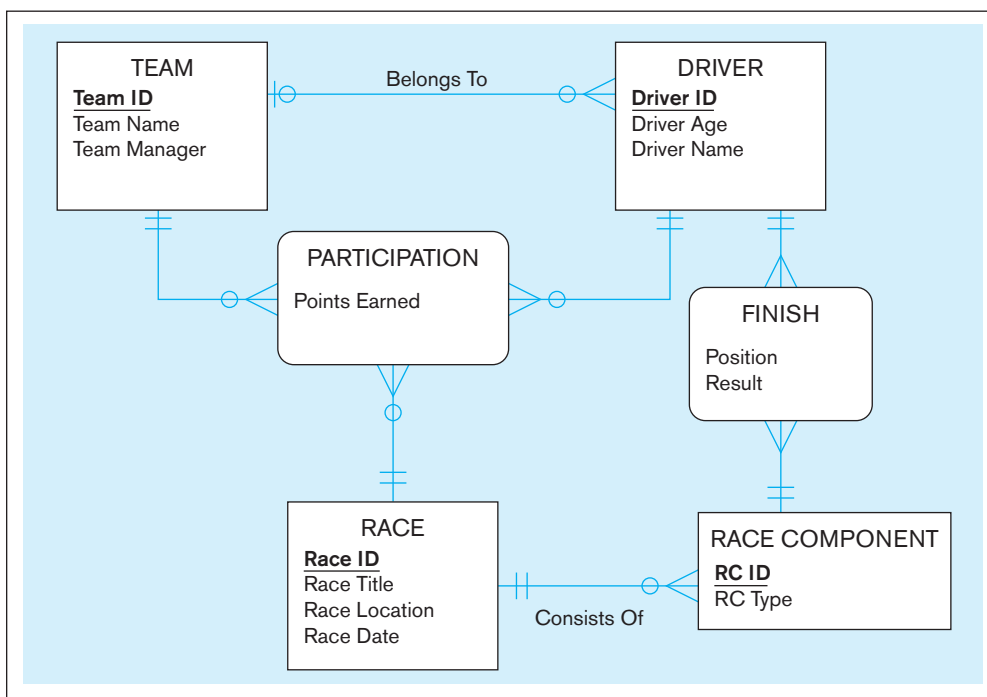 TEAM
Team ID
Team Name
Team Manager
Belongs To
DRIVER
Driver ID
Driver Age
Driver Name
PARTICIPATION
Points Earned
FINISH
Position
Result
RACE
Race ID
Race Title
Race Location
Race Date
Consists Of
RACE COMPONENT
RC ID
RC Type